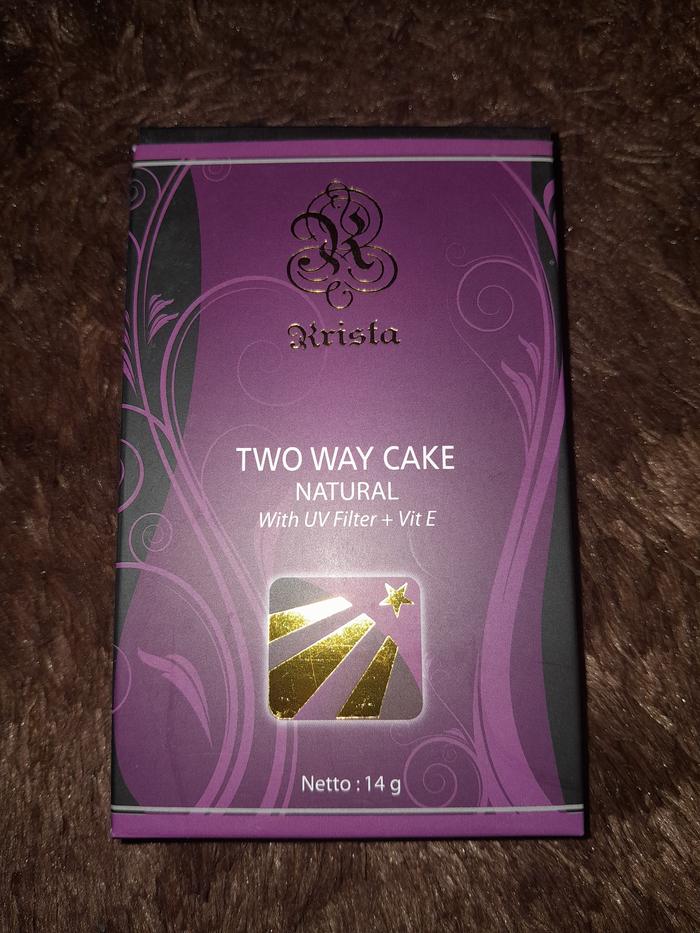 Krista
TWO WAY CAKE
NATURAL
With UV Filter + Vit E
Netto : 14 g